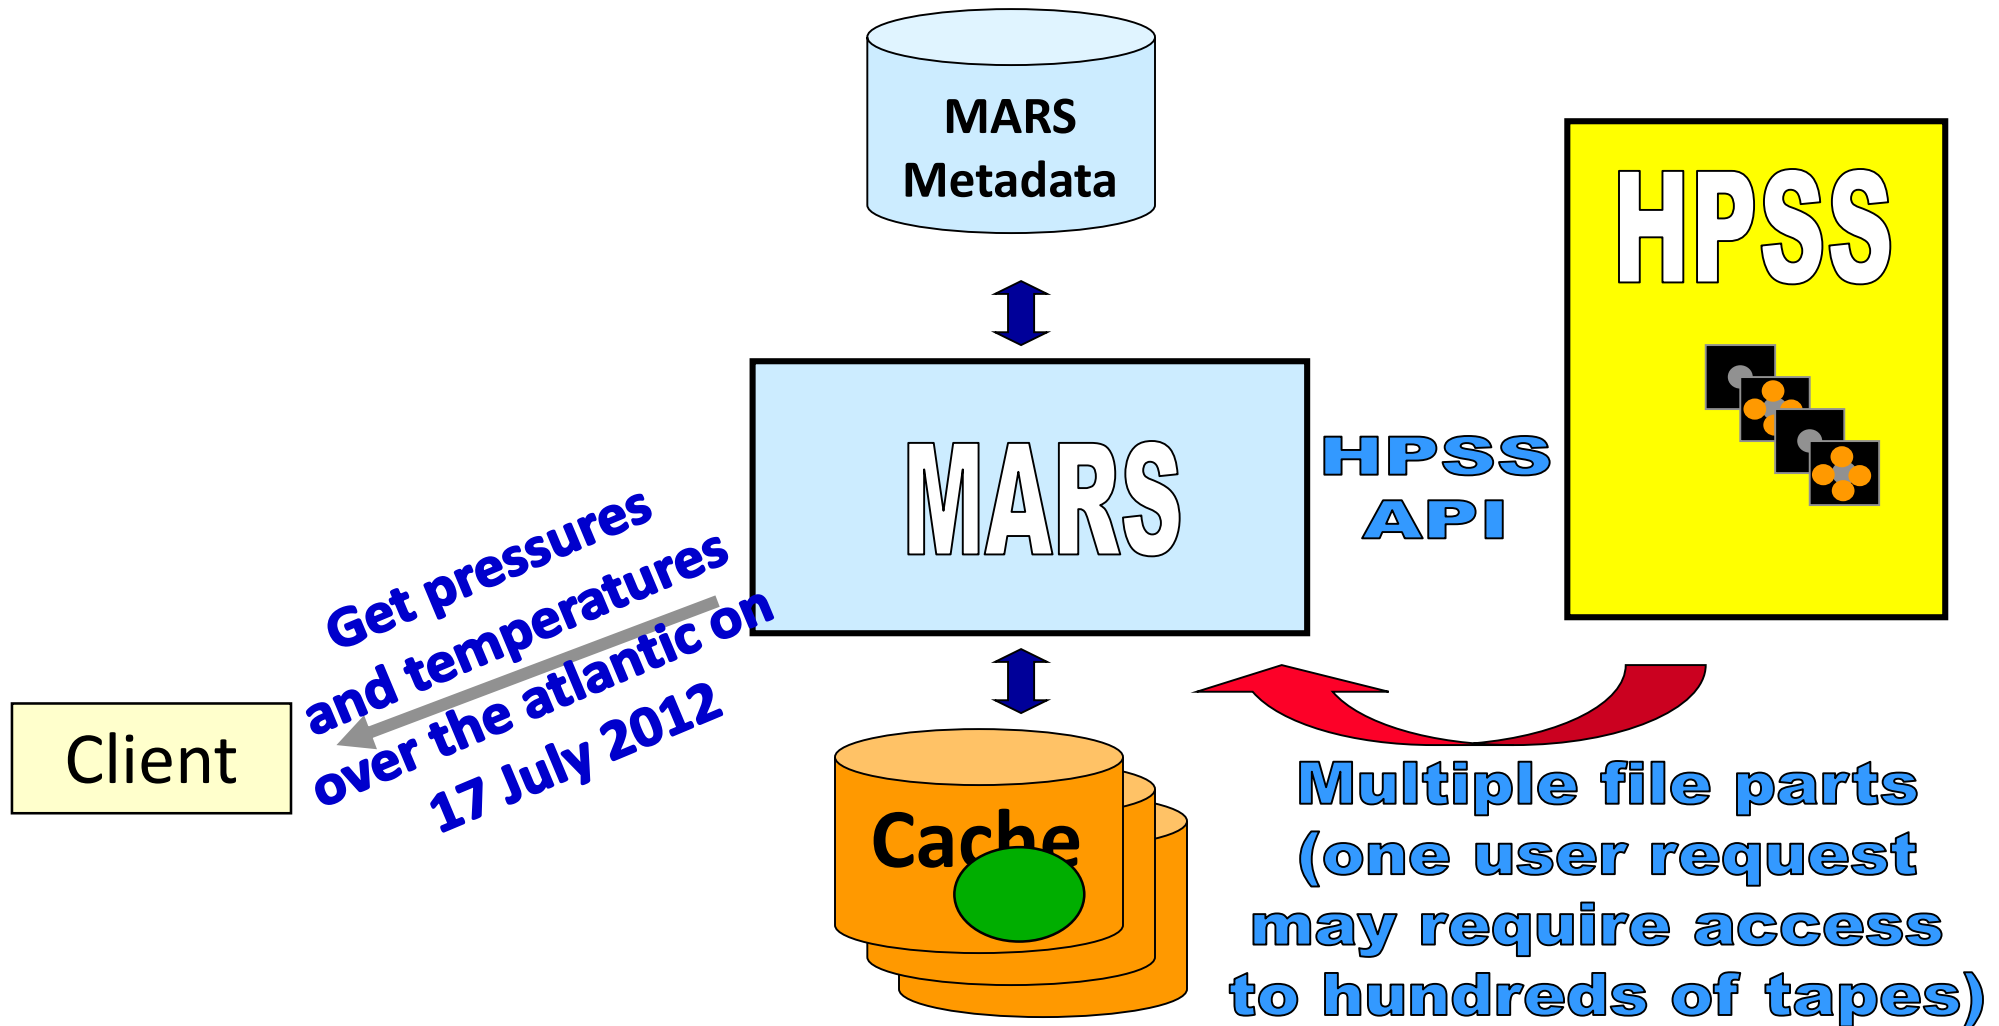 MARS
Metadata
HPSS
MARS
HPSS
API
Get pressures
and temperatures
over the atlantic on
17 July 2012
Client
Cache
Multiple file parts
(one user request
may require access
to hundreds of tapes)